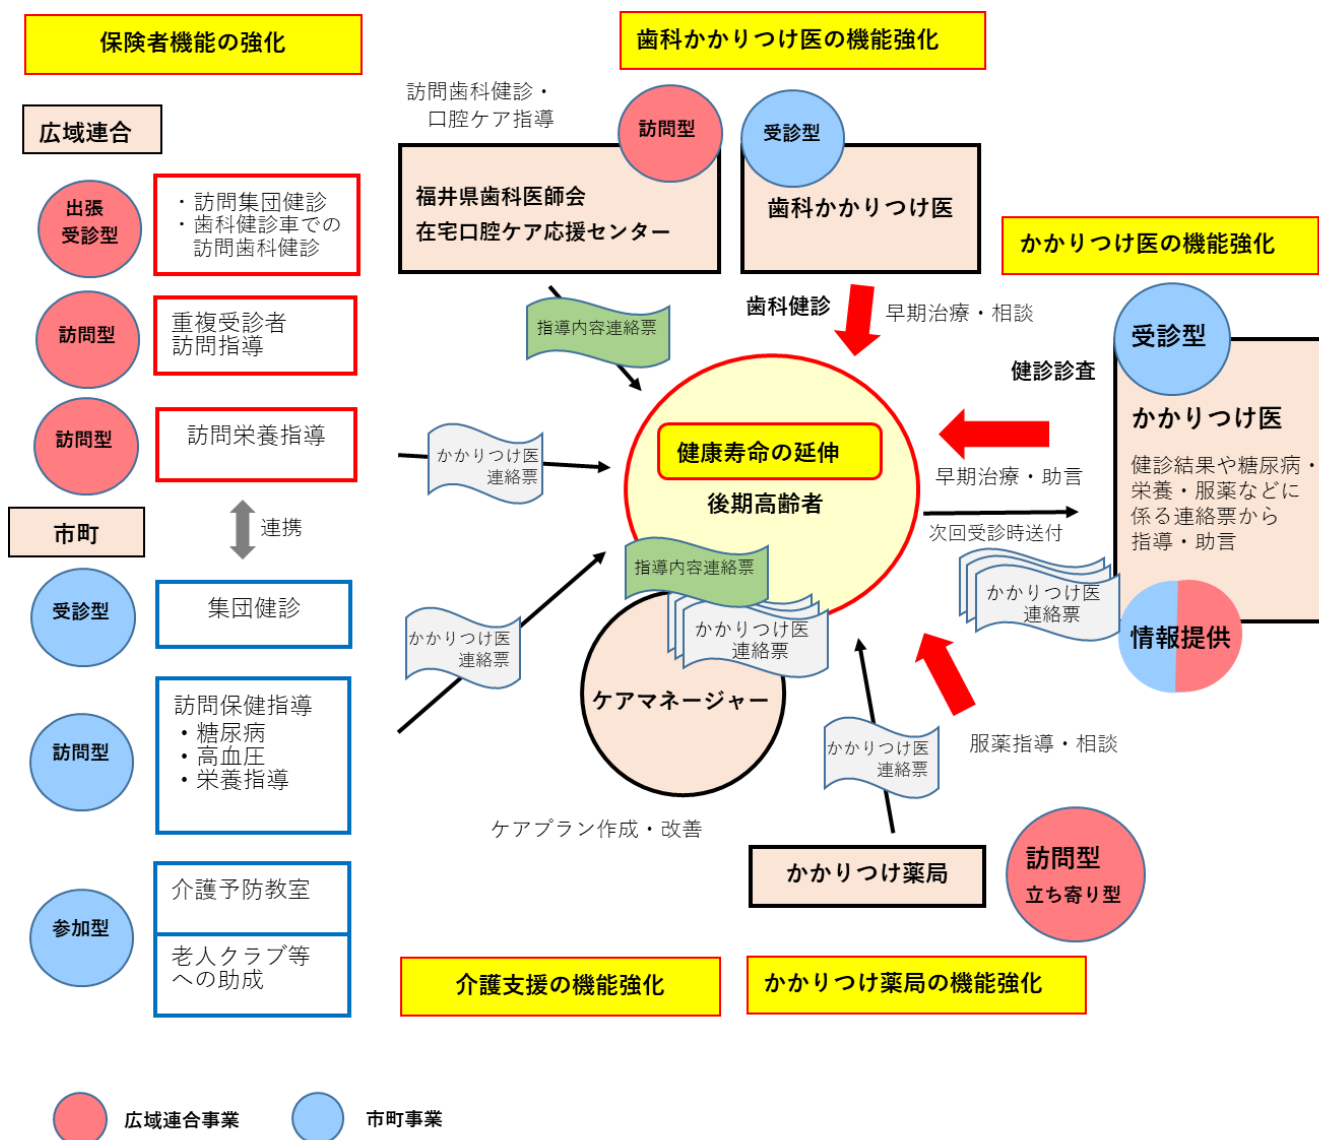 保険者機能の強化
広域連合
出張
受診型
・訪問集団健診
・歯科健診車での
訪問歯科健診
訪問型
重複受診者
訪問指導
訪問型
訪問栄養指導
連携
市町
受診型
集団健診
訪問型
訪問保健指導
・糖尿病
・高血圧
・栄養指導
参加型
介護予防教室
老人クラブ等
への助成
歯科かかりつけ医の機能強化
訪問歯科健診・
口腔ケア指導
訪問型
福井県歯科医師会
在宅口腔ケア応援センター
受診型
歯科かかりつけ医
指導内容連絡票
歯科健診
早期治療・相談
かかりつけ医
連絡票
かかりつけ医
連絡票
健康寿命の延伸
後期高齢者
指導内容連絡票
かかりつけ医
連絡票
ケアマネージャー
ケアプラン作成・改善
介護支援の機能強化
かかりつけ医の機能強化
受診型
健診診査
かかりつけ医
健診結果や糖尿病・
栄養・服薬などに
係る連絡票から
指導・助言
早期治療・助言
次回受診時送付
かかりつけ医
連絡票
情報提供
服薬指導・相談
かかりつけ医
連絡票
かかりつけ薬局
訪問型
立ち寄り型
かかりつけ薬局の機能強化
広域連合事業
市町事業